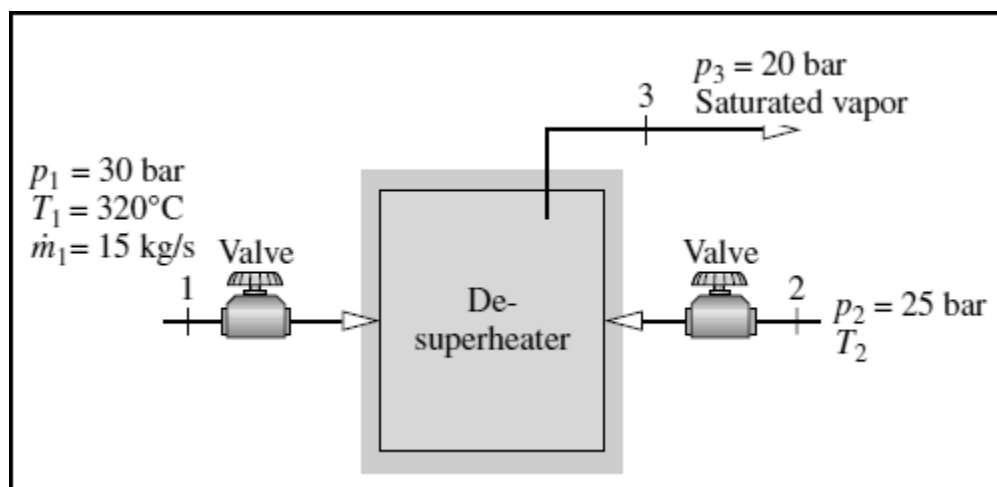 p₃ = 20 bar
Saturated vapor
3
p₁ = 30 bar
T₁ = 320°C
ṁ₁= 15 kg/s
Valve
1
De-
superheater
Valve
2
p₂ = 25 bar
T₂